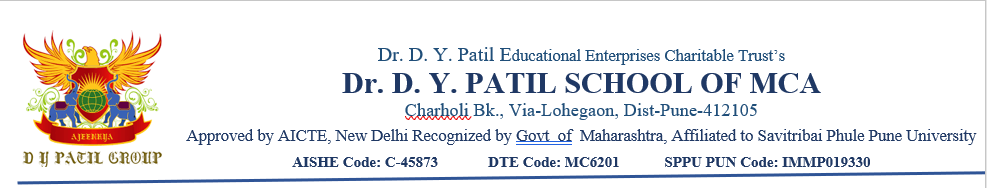 Dr. D. Y. Patil Educational Enterprises Charitable Trust's
Dr. D. Y. PATIL SCHOOL OF MCA
Charholi Bk., Via-Lohegaon, Dist-Pune-412105
Approved by AICTE, New Delhi Recognized by Govt of Maharashtra, Affiliated to Savitribai Phule Pune University
AISHE Code: C-45873 DTE Code: MC6201 SPPU PUN Code: IMMP019330
AJEENKYA
D Y PATIL GROUP